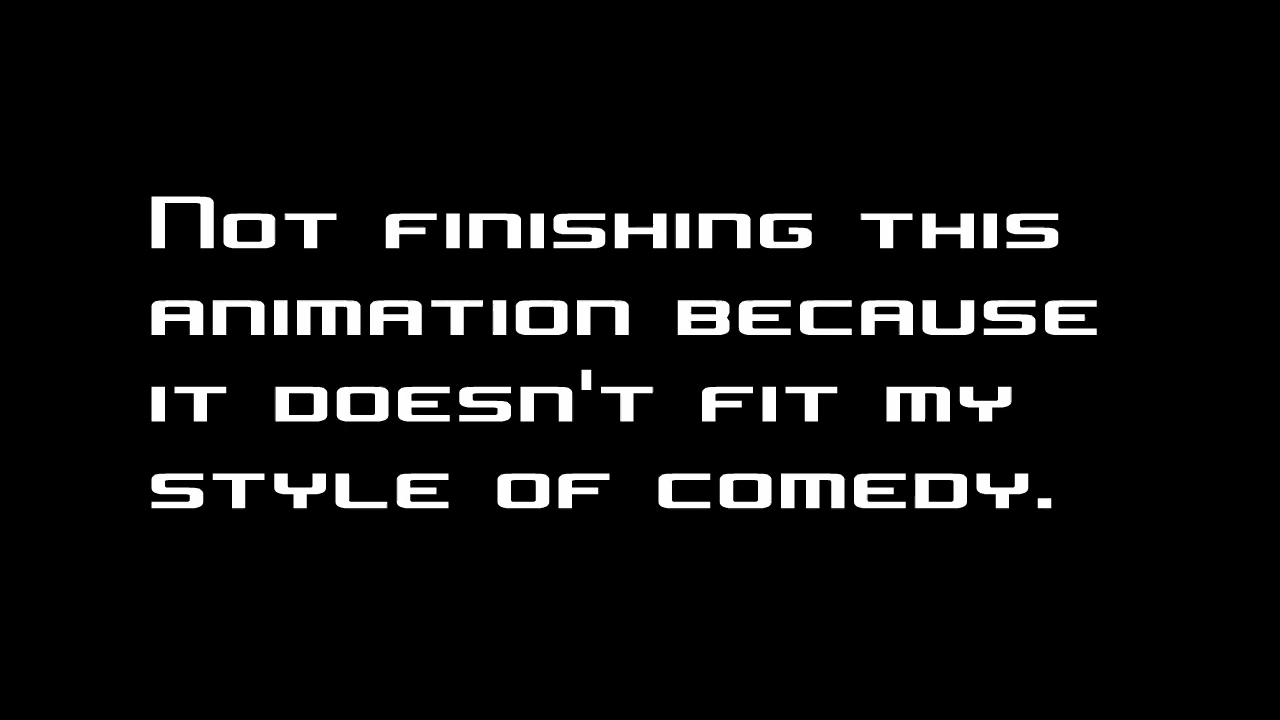 Not finishing this
animation because
it doesn't fit my
style of comedy.